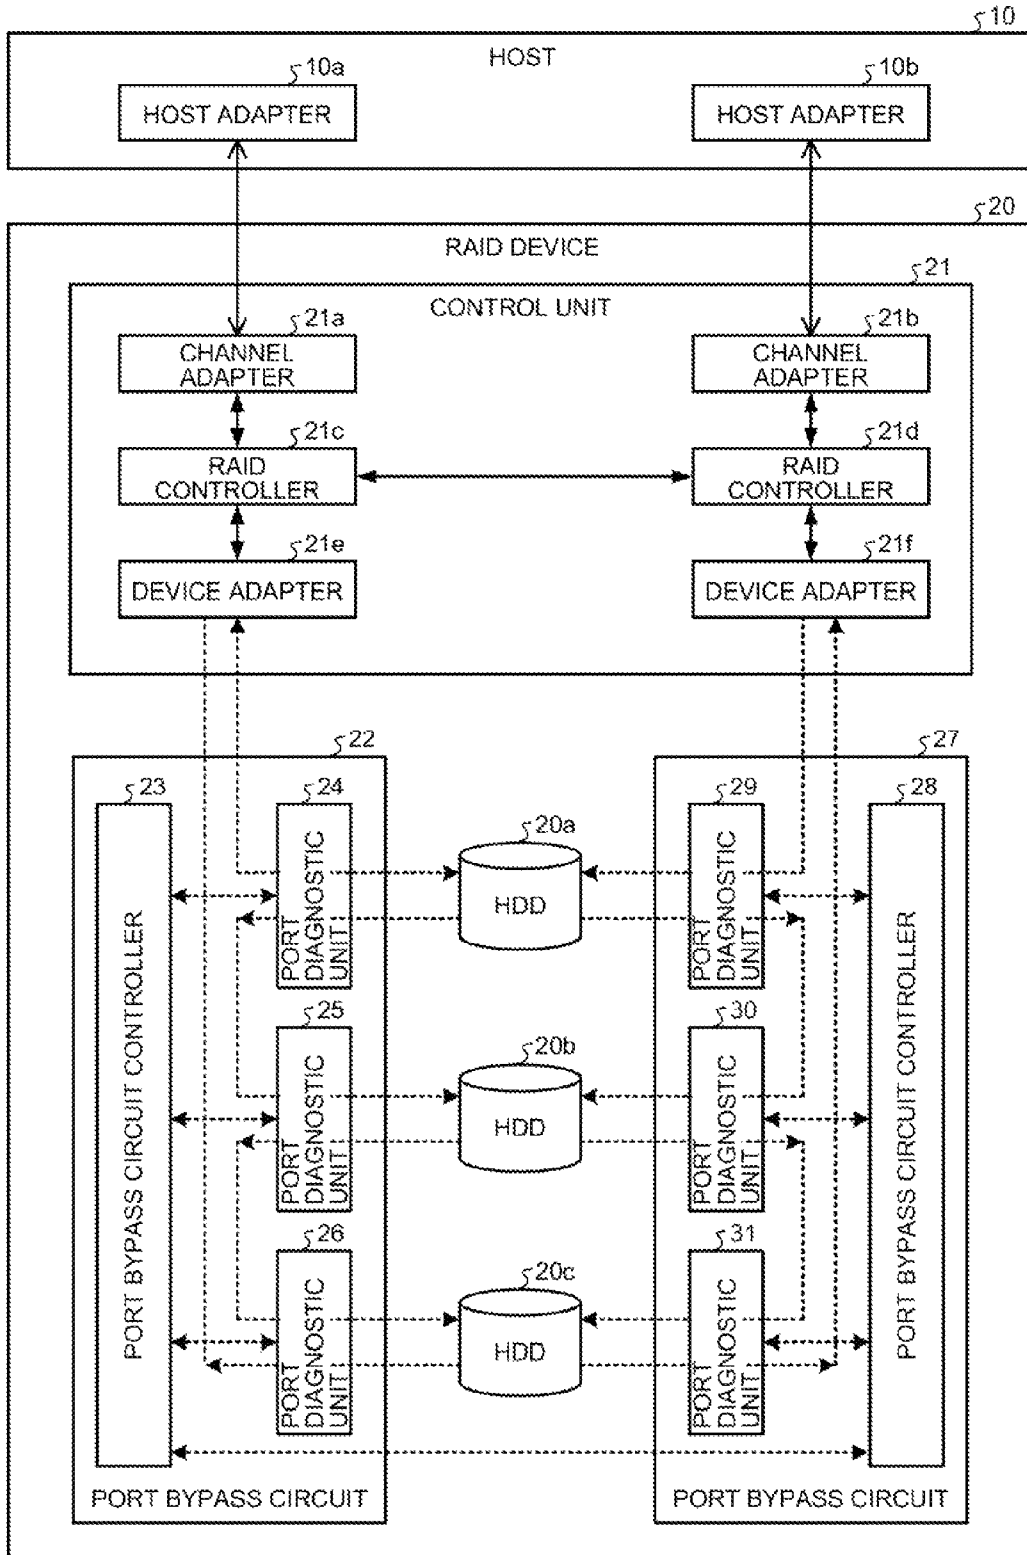 10
HOST
10a
10b
HOST ADAPTER
HOST ADAPTER
20
RAID DEVICE
21
CONTROL UNIT
21a
21b
CHANNEL
ADAPTER
CHANNEL
ADAPTER
21c
21d
RAID
CONTROLLER
RAID
CONTROLLER
21e
21f
DEVICE ADAPTER
DEVICE ADAPTER
22
27
23
24
29
28
20a
PORT BYPASS CIRCUIT CONTROLLER
PORT
DIAGNOSTIC
UNIT
HDD
PORT
DIAGNOSTIC
UNIT
PORT BYPASS CIRCUIT CONTROLLER
25
30
20b
PORT
DIAGNOSTIC
UNIT
HDD
PORT
DIAGNOSTIC
UNIT
26
31
20c
PORT
DIAGNOSTIC
UNIT
HDD
PORT
DIAGNOSTIC
UNIT
PORT BYPASS CIRCUIT
PORT BYPASS CIRCUIT